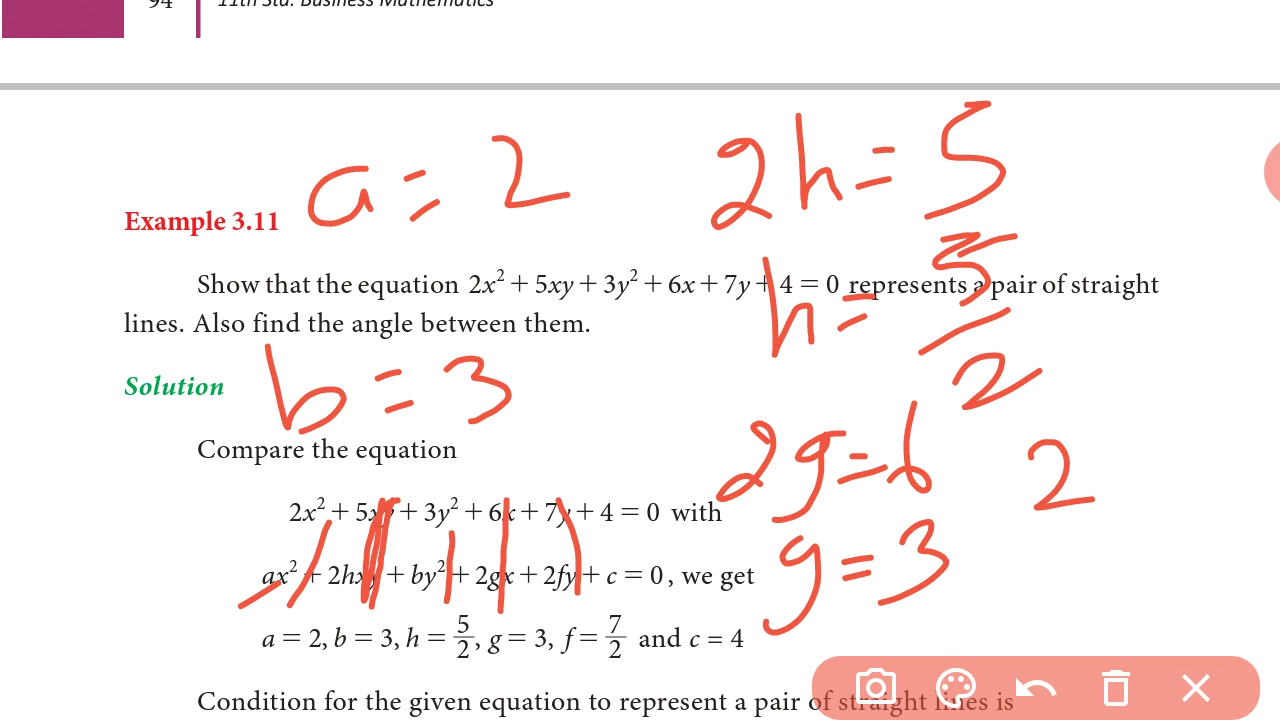 94 11th Std. Business Mathematics
a = 2
2h = 5
Example 3.11
Show that the equation 2x² + 5xy + 3y² + 6x + 7y + 4 = 0 represents a pair of straight
h = 5/2
lines. Also find the angle between them.
Solution
b = 3
Compare the equation
2g = 6
2
2x² + 5xy + 3y² + 6x + 7y + 4 = 0 with
g = 3
ax² + 2hxy + by² + 2gx + 2fy + c = 0, we get
a = 2, b = 3, h = 5/2, g = 3, f = 7/2 and c = 4
Condition for the given equation to represent a pair of straight lines is